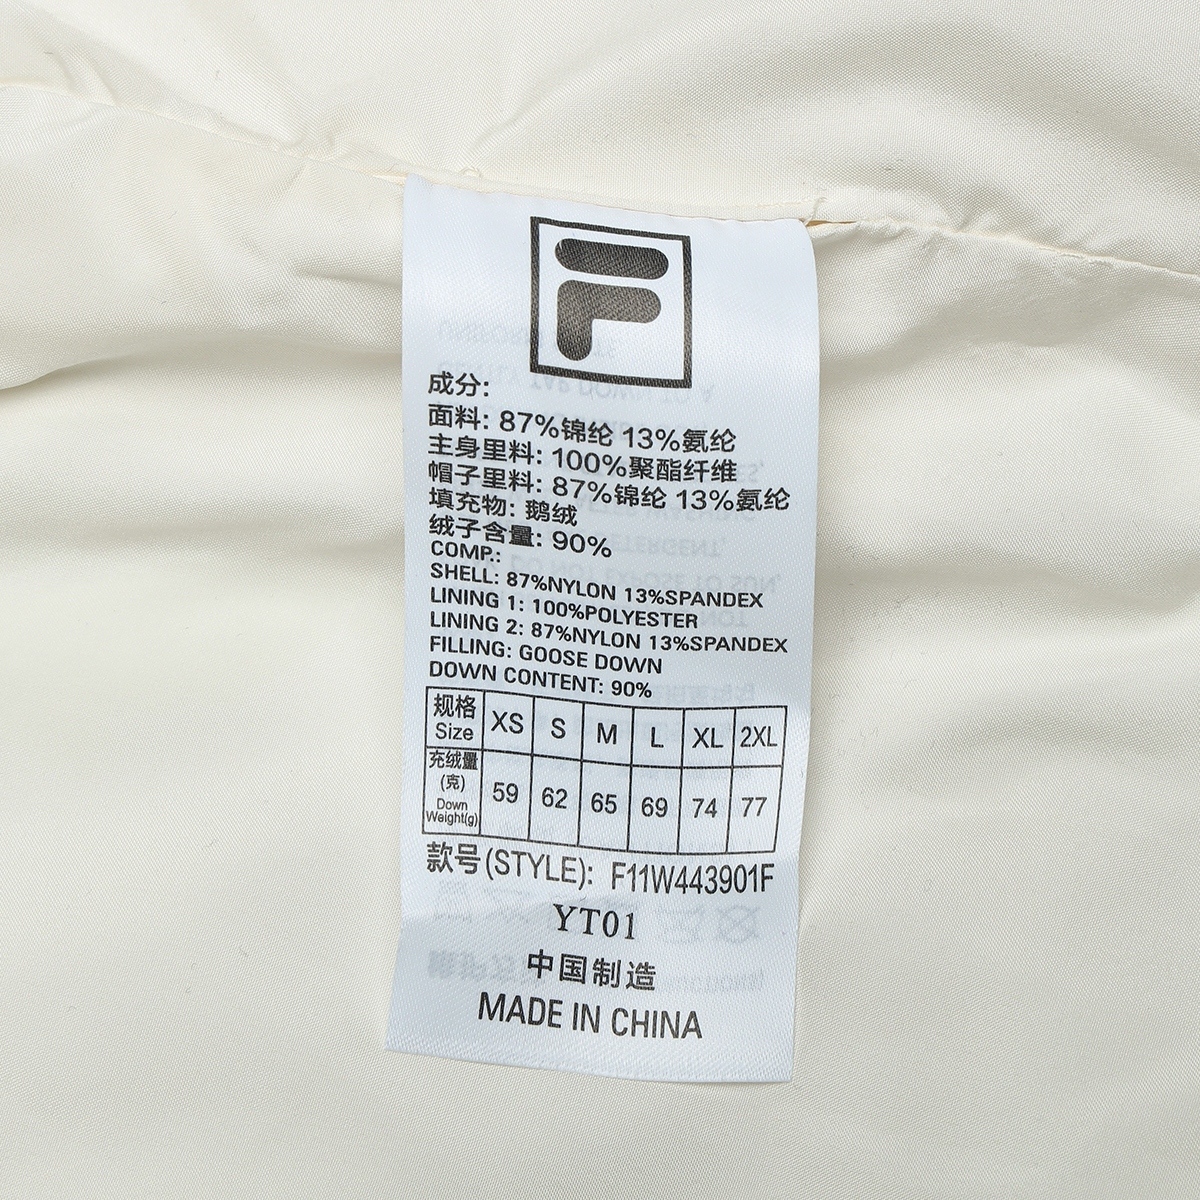 F
成分:
面料: 87%锦纶 13%氨纶
主身里料: 100%聚酯纤维
帽子里料: 87%锦纶 13%氨纶
填充物: 鹅绒
绒子含量: 90%
COMP.:
SHELL: 87%NYLON 13%SPANDEX
LINING 1: 100%POLYESTER
LINING 2: 87%NYLON 13%SPANDEX
FILLING: GOOSE DOWN
DOWN CONTENT: 90%
规格 Size XS S M L XL 2XL
充绒量 (克) Down Weight(g) 59 62 65 69 74 77
款号(STYLE): F11W443901F
YT01
中国制造
MADE IN CHINA